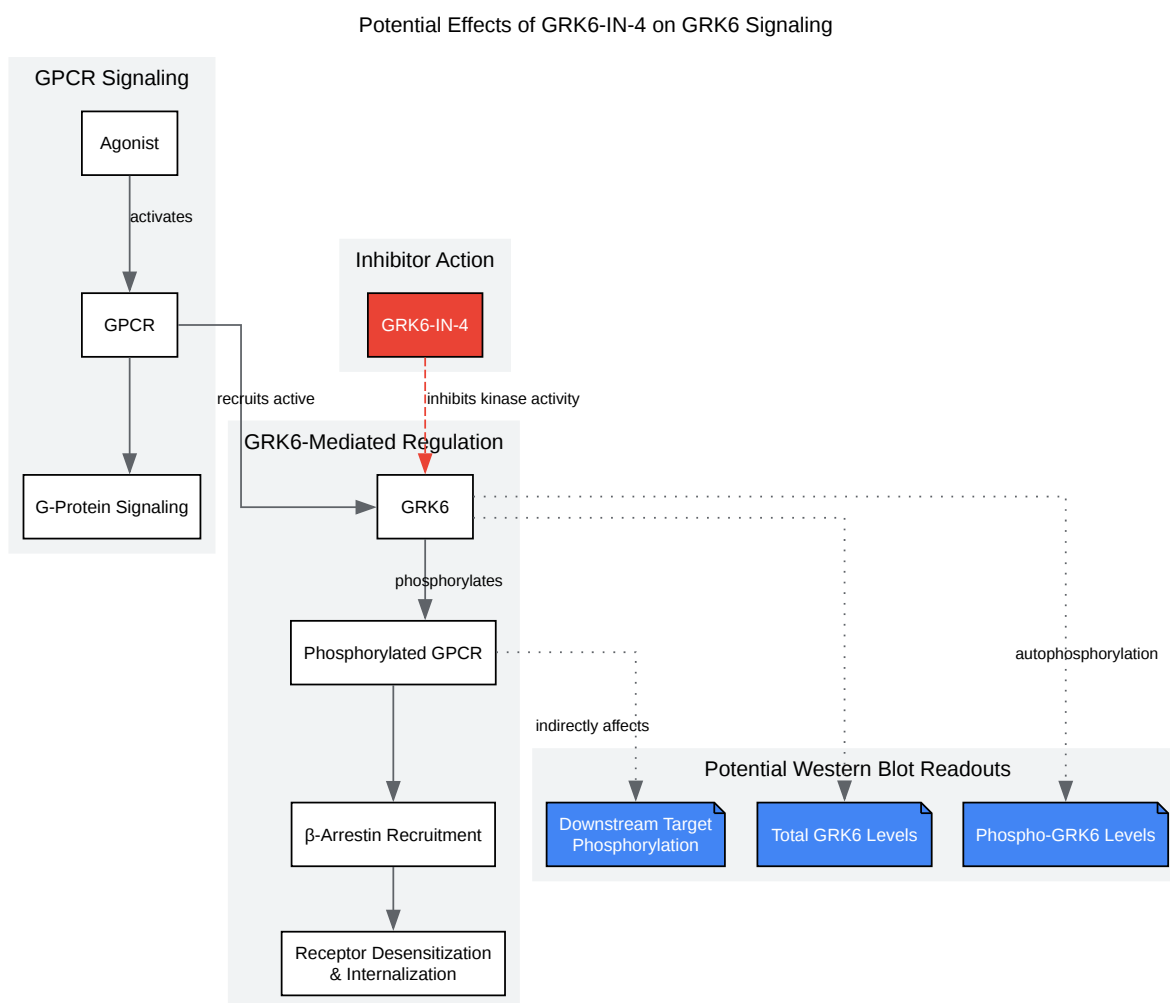 Potential Effects of GRK6-IN-4 on GRK6 Signaling
GPCR Signaling
Agonist
activates
Inhibitor Action
GPCR
GRK6-IN-4
recruits active
inhibits kinase activity
GRK6-Mediated Regulation
G-Protein Signaling
GRK6
phosphorylates
Phosphorylated GPCR
autophosphorylation
indirectly affects
Potential Western Blot Readouts
β-Arrestin Recruitment
Downstream Target
Phosphorylation
Total GRK6 Levels
Phospho-GRK6 Levels
Receptor Desensitization
& Internalization